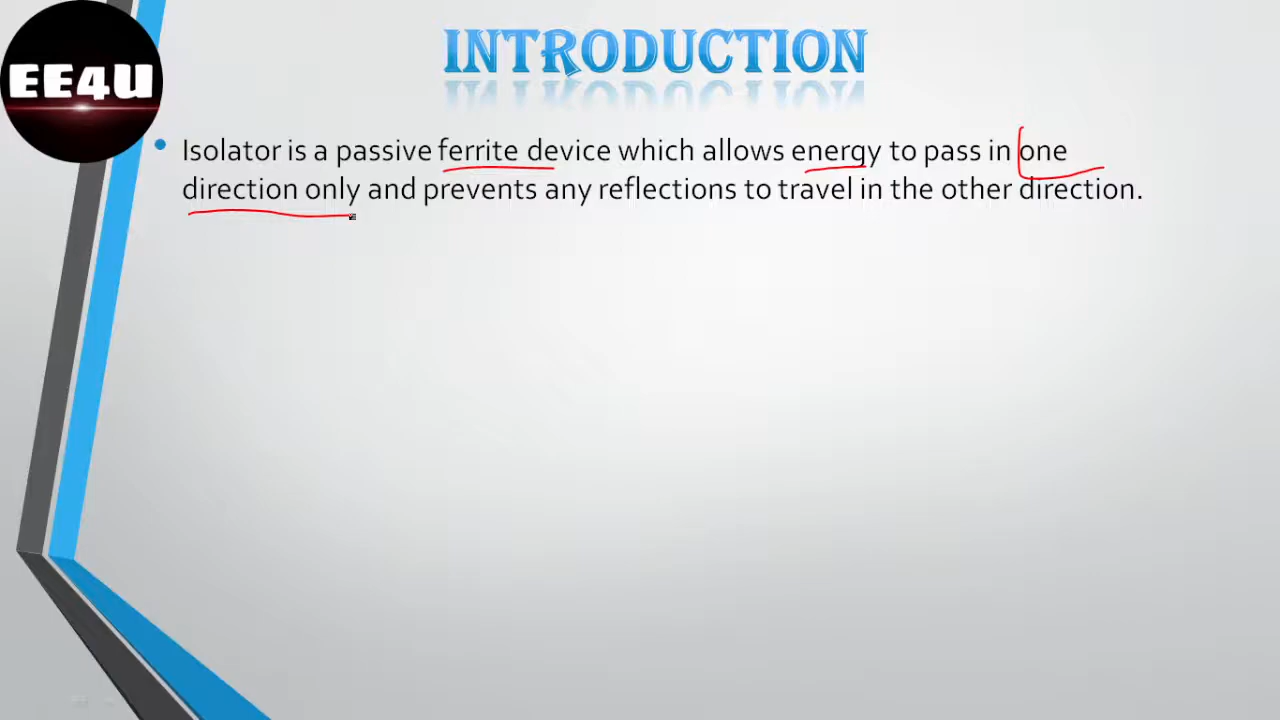 INTRODUCTION
EE4U
• Isolator is a passive ferrite device which allows energy to pass in one
direction only and prevents any reflections to travel in the other direction.